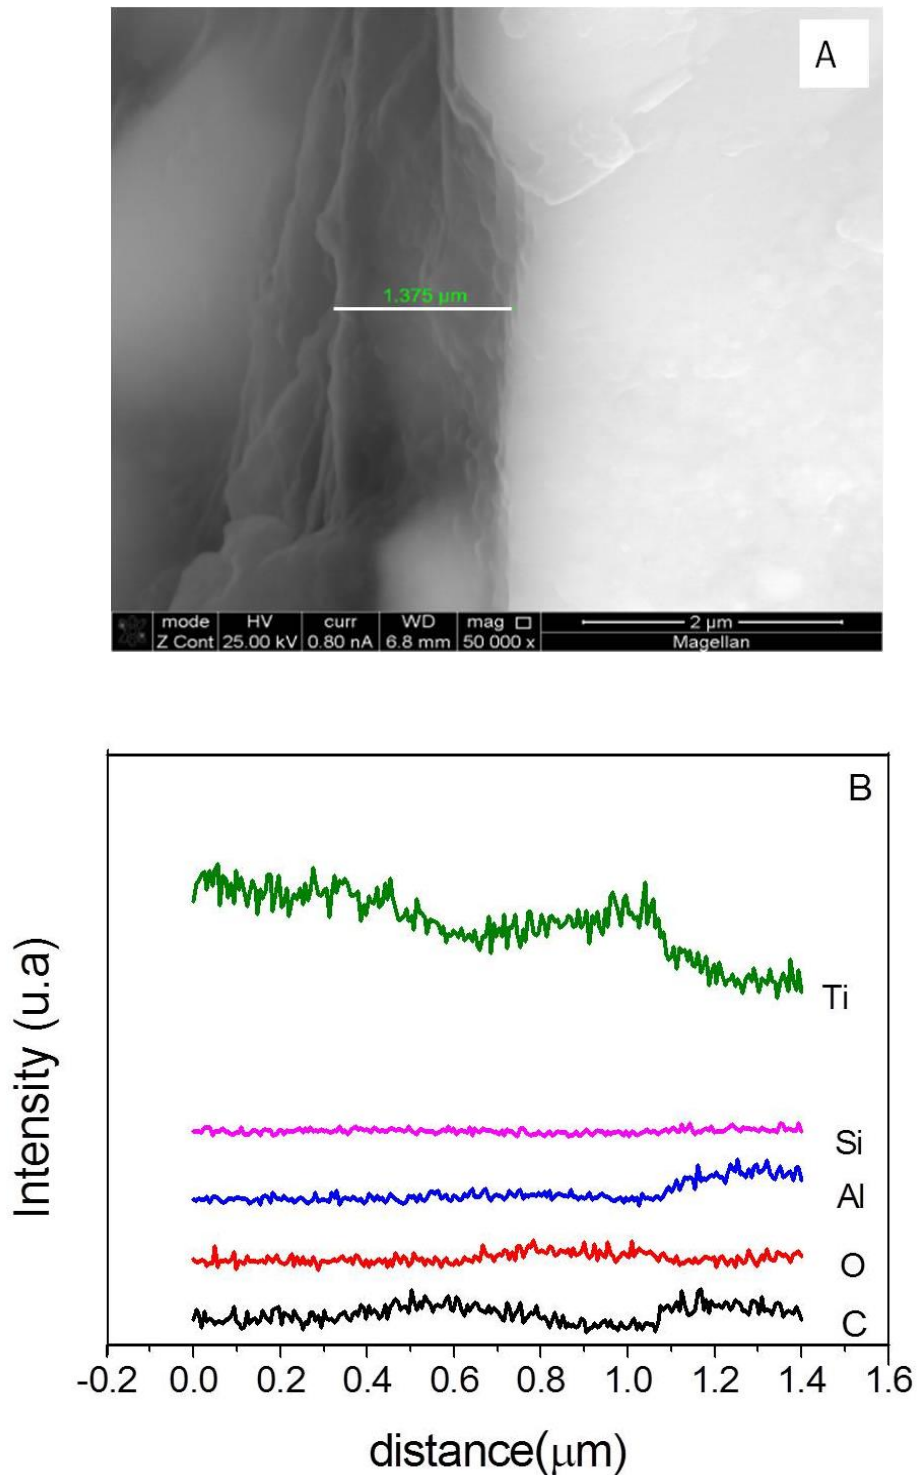 A
1.375 µm
mode HV curr WD mag 2 µm
Z Cont 25.00 kV 0.80 nA 6.8 mm 50 000 x Magellan
B
Ti
Si
Al
O
C
Intensity (u.a)
-0.2 0.0 0.2 0.4 0.6 0.8 1.0 1.2 1.4 1.6
distance(µm)